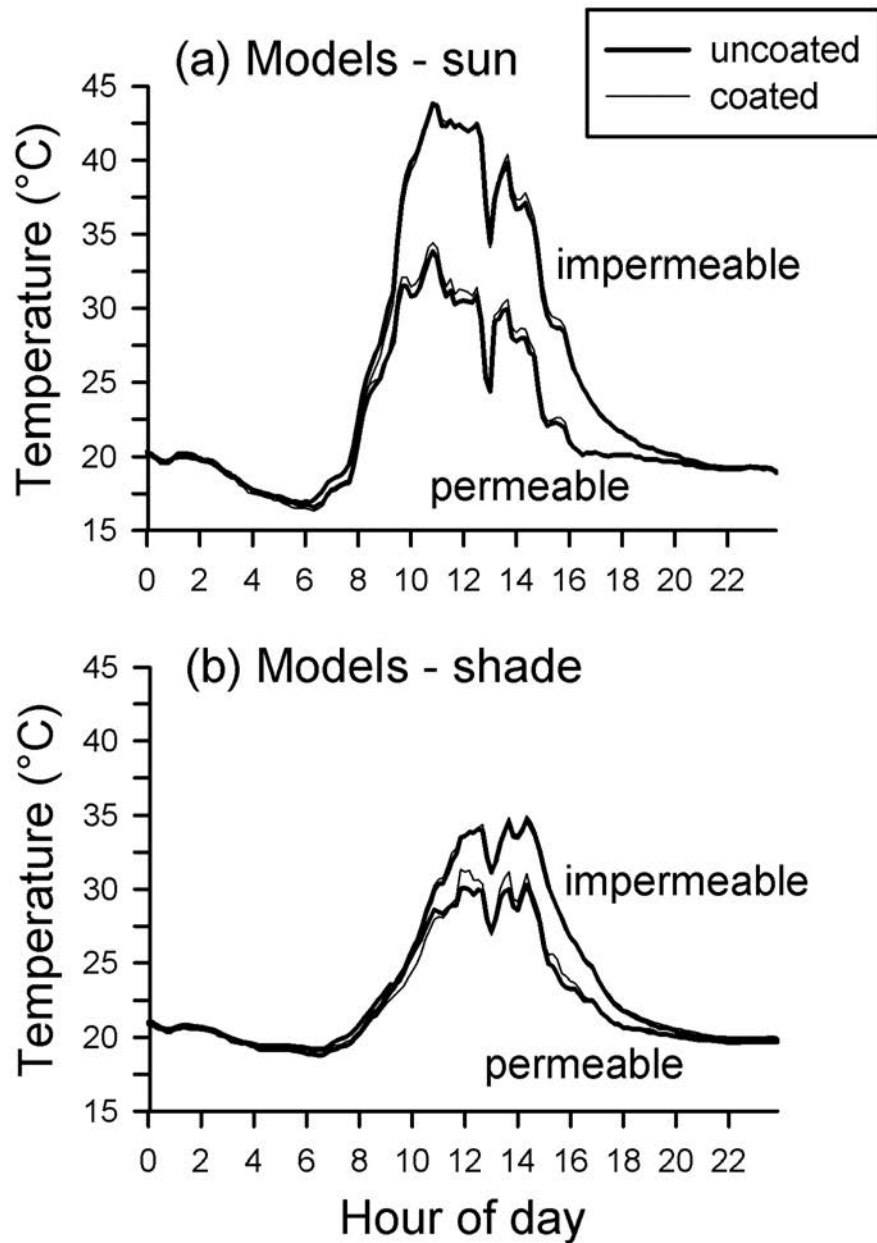 (a) Models - sun
uncoated
coated
Temperature (°C)
45
40
35
30
25
20
15
impermeable
permeable
0 2 4 6 8 10 12 14 16 18 20 22
(b) Models - shade
Temperature (°C)
45
40
35
30
25
20
15
impermeable
permeable
0 2 4 6 8 10 12 14 16 18 20 22
Hour of day